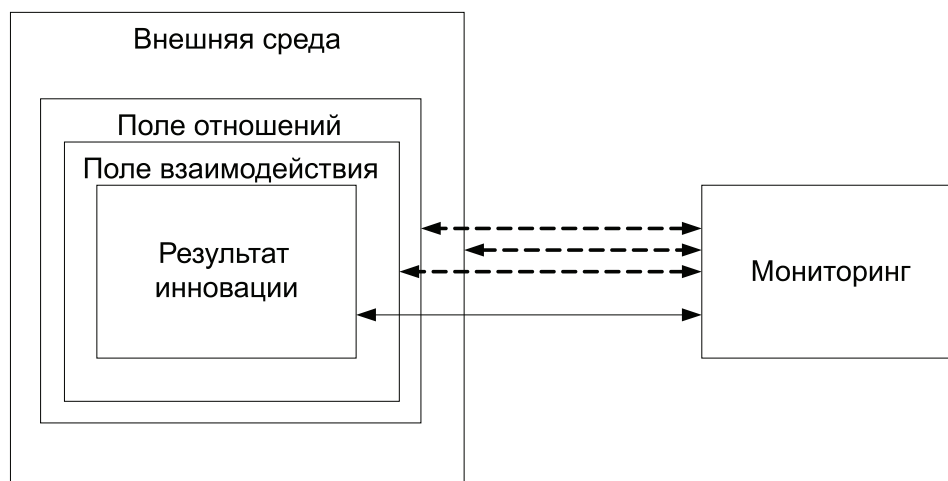 Внешняя среда
Поле отношений
Поле взаимодействия
Результат
инновации
Мониторинг